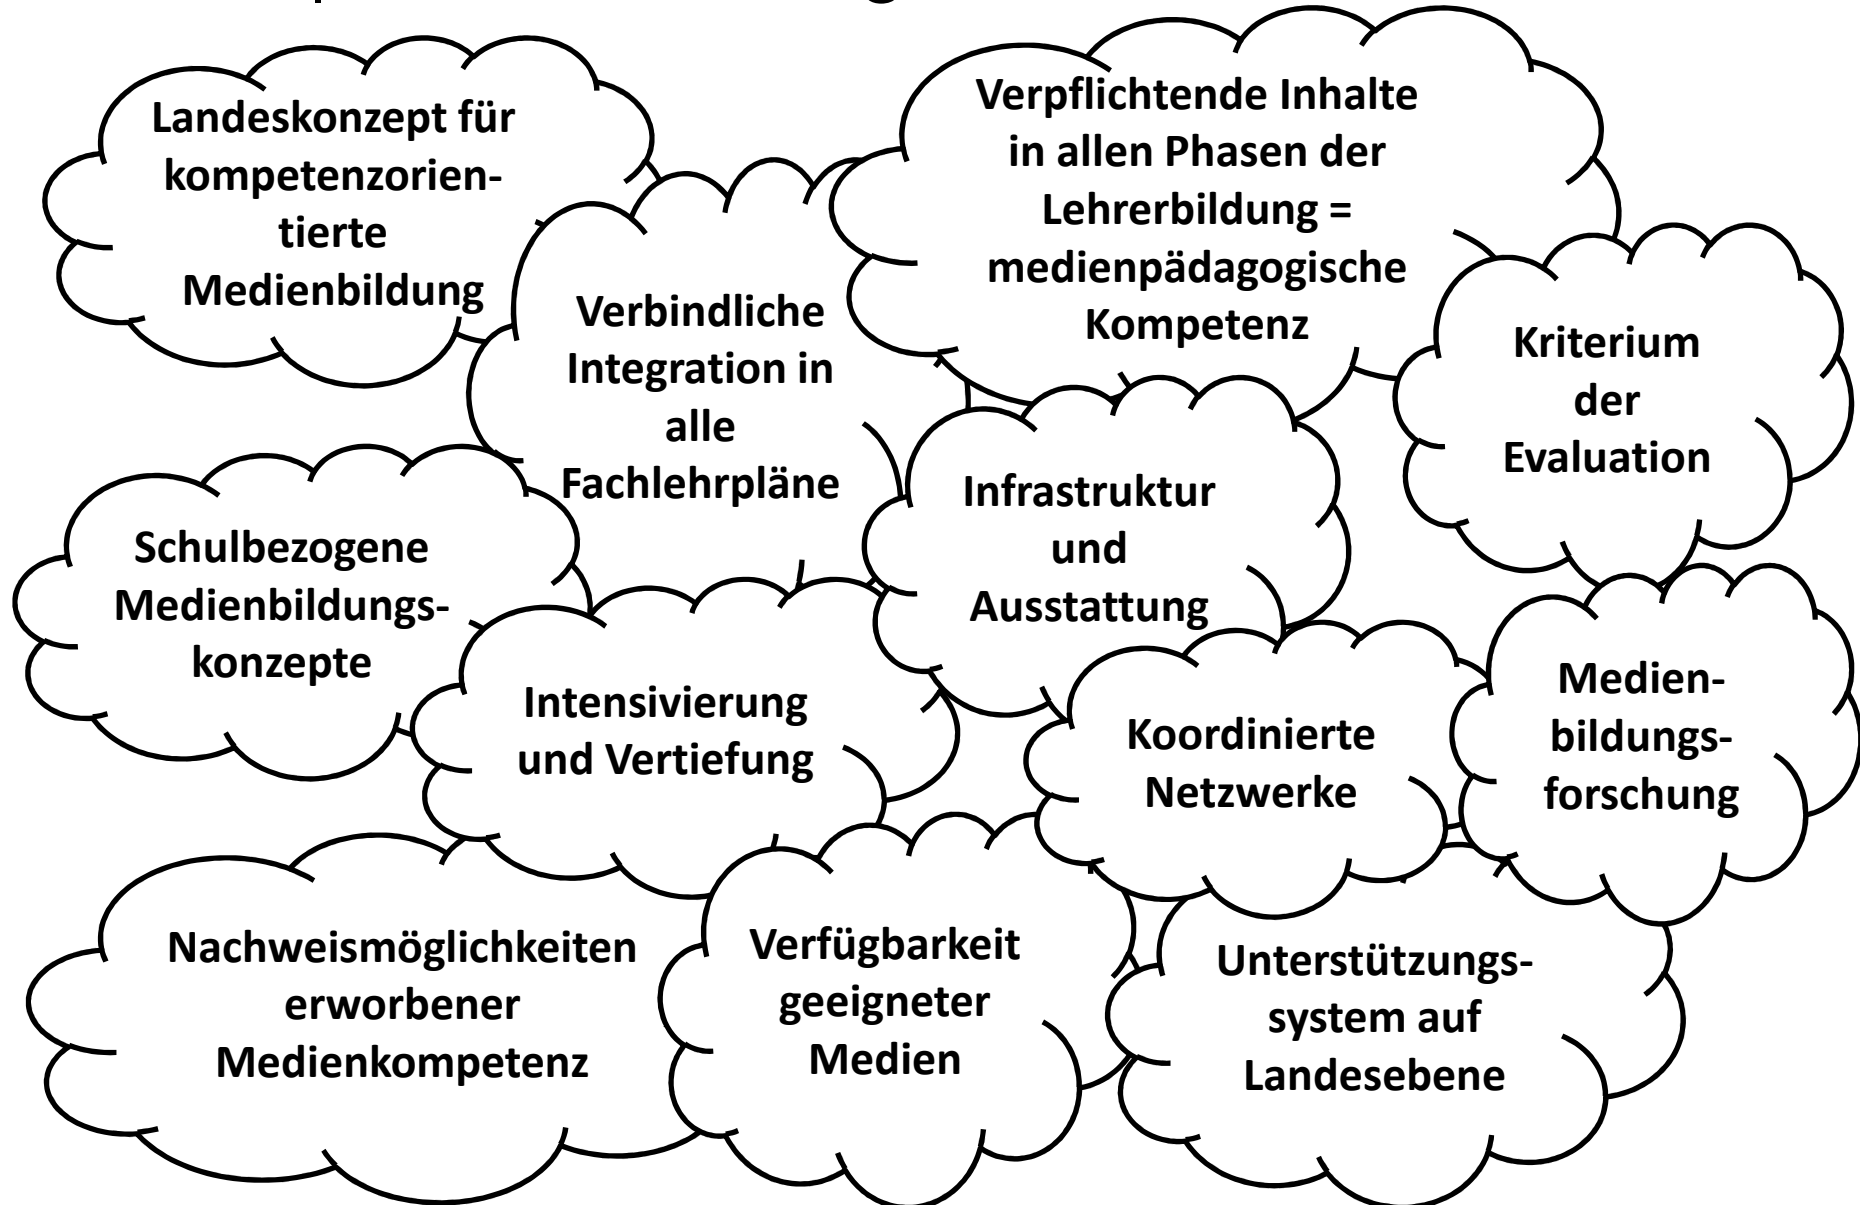 Landeskonzept für
kompetenzorien-
tierte
Medienbildung
Verpflichtende Inhalte
in allen Phasen der
Lehrerbildung =
medienpädagogische
Kompetenz
Verbindliche
Integration in
alle
Fachlehrpläne
Kriterium
der
Evaluation
Infrastruktur
und
Ausstattung
Schulbezogene
Medienbildungs-
konzepte
Intensivierung
und Vertiefung
Koordinierte
Netzwerke
Medien-
bildungs-
forschung
Nachweismöglichkeiten
erworbener
Medienkompetenz
Verfügbarkeit
geeigneter
Medien
Unterstützungs-
system auf
Landesebene